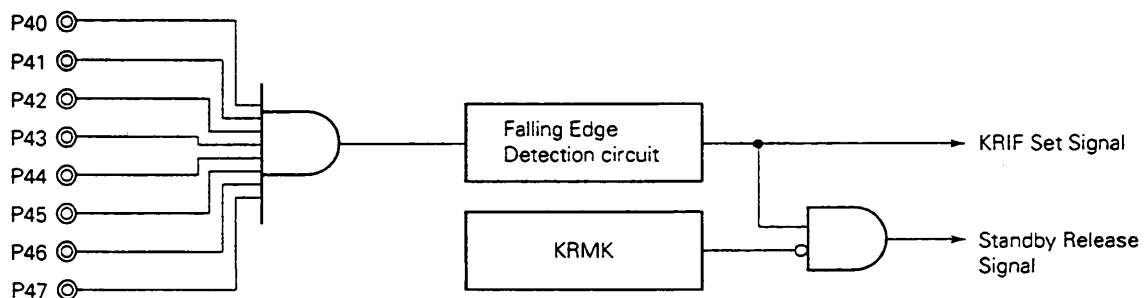 P40
P41
P42
P43
P44
P45
P46
P47
Falling Edge
Detection circuit
KRMK
KRIF Set Signal
Standby Release
Signal